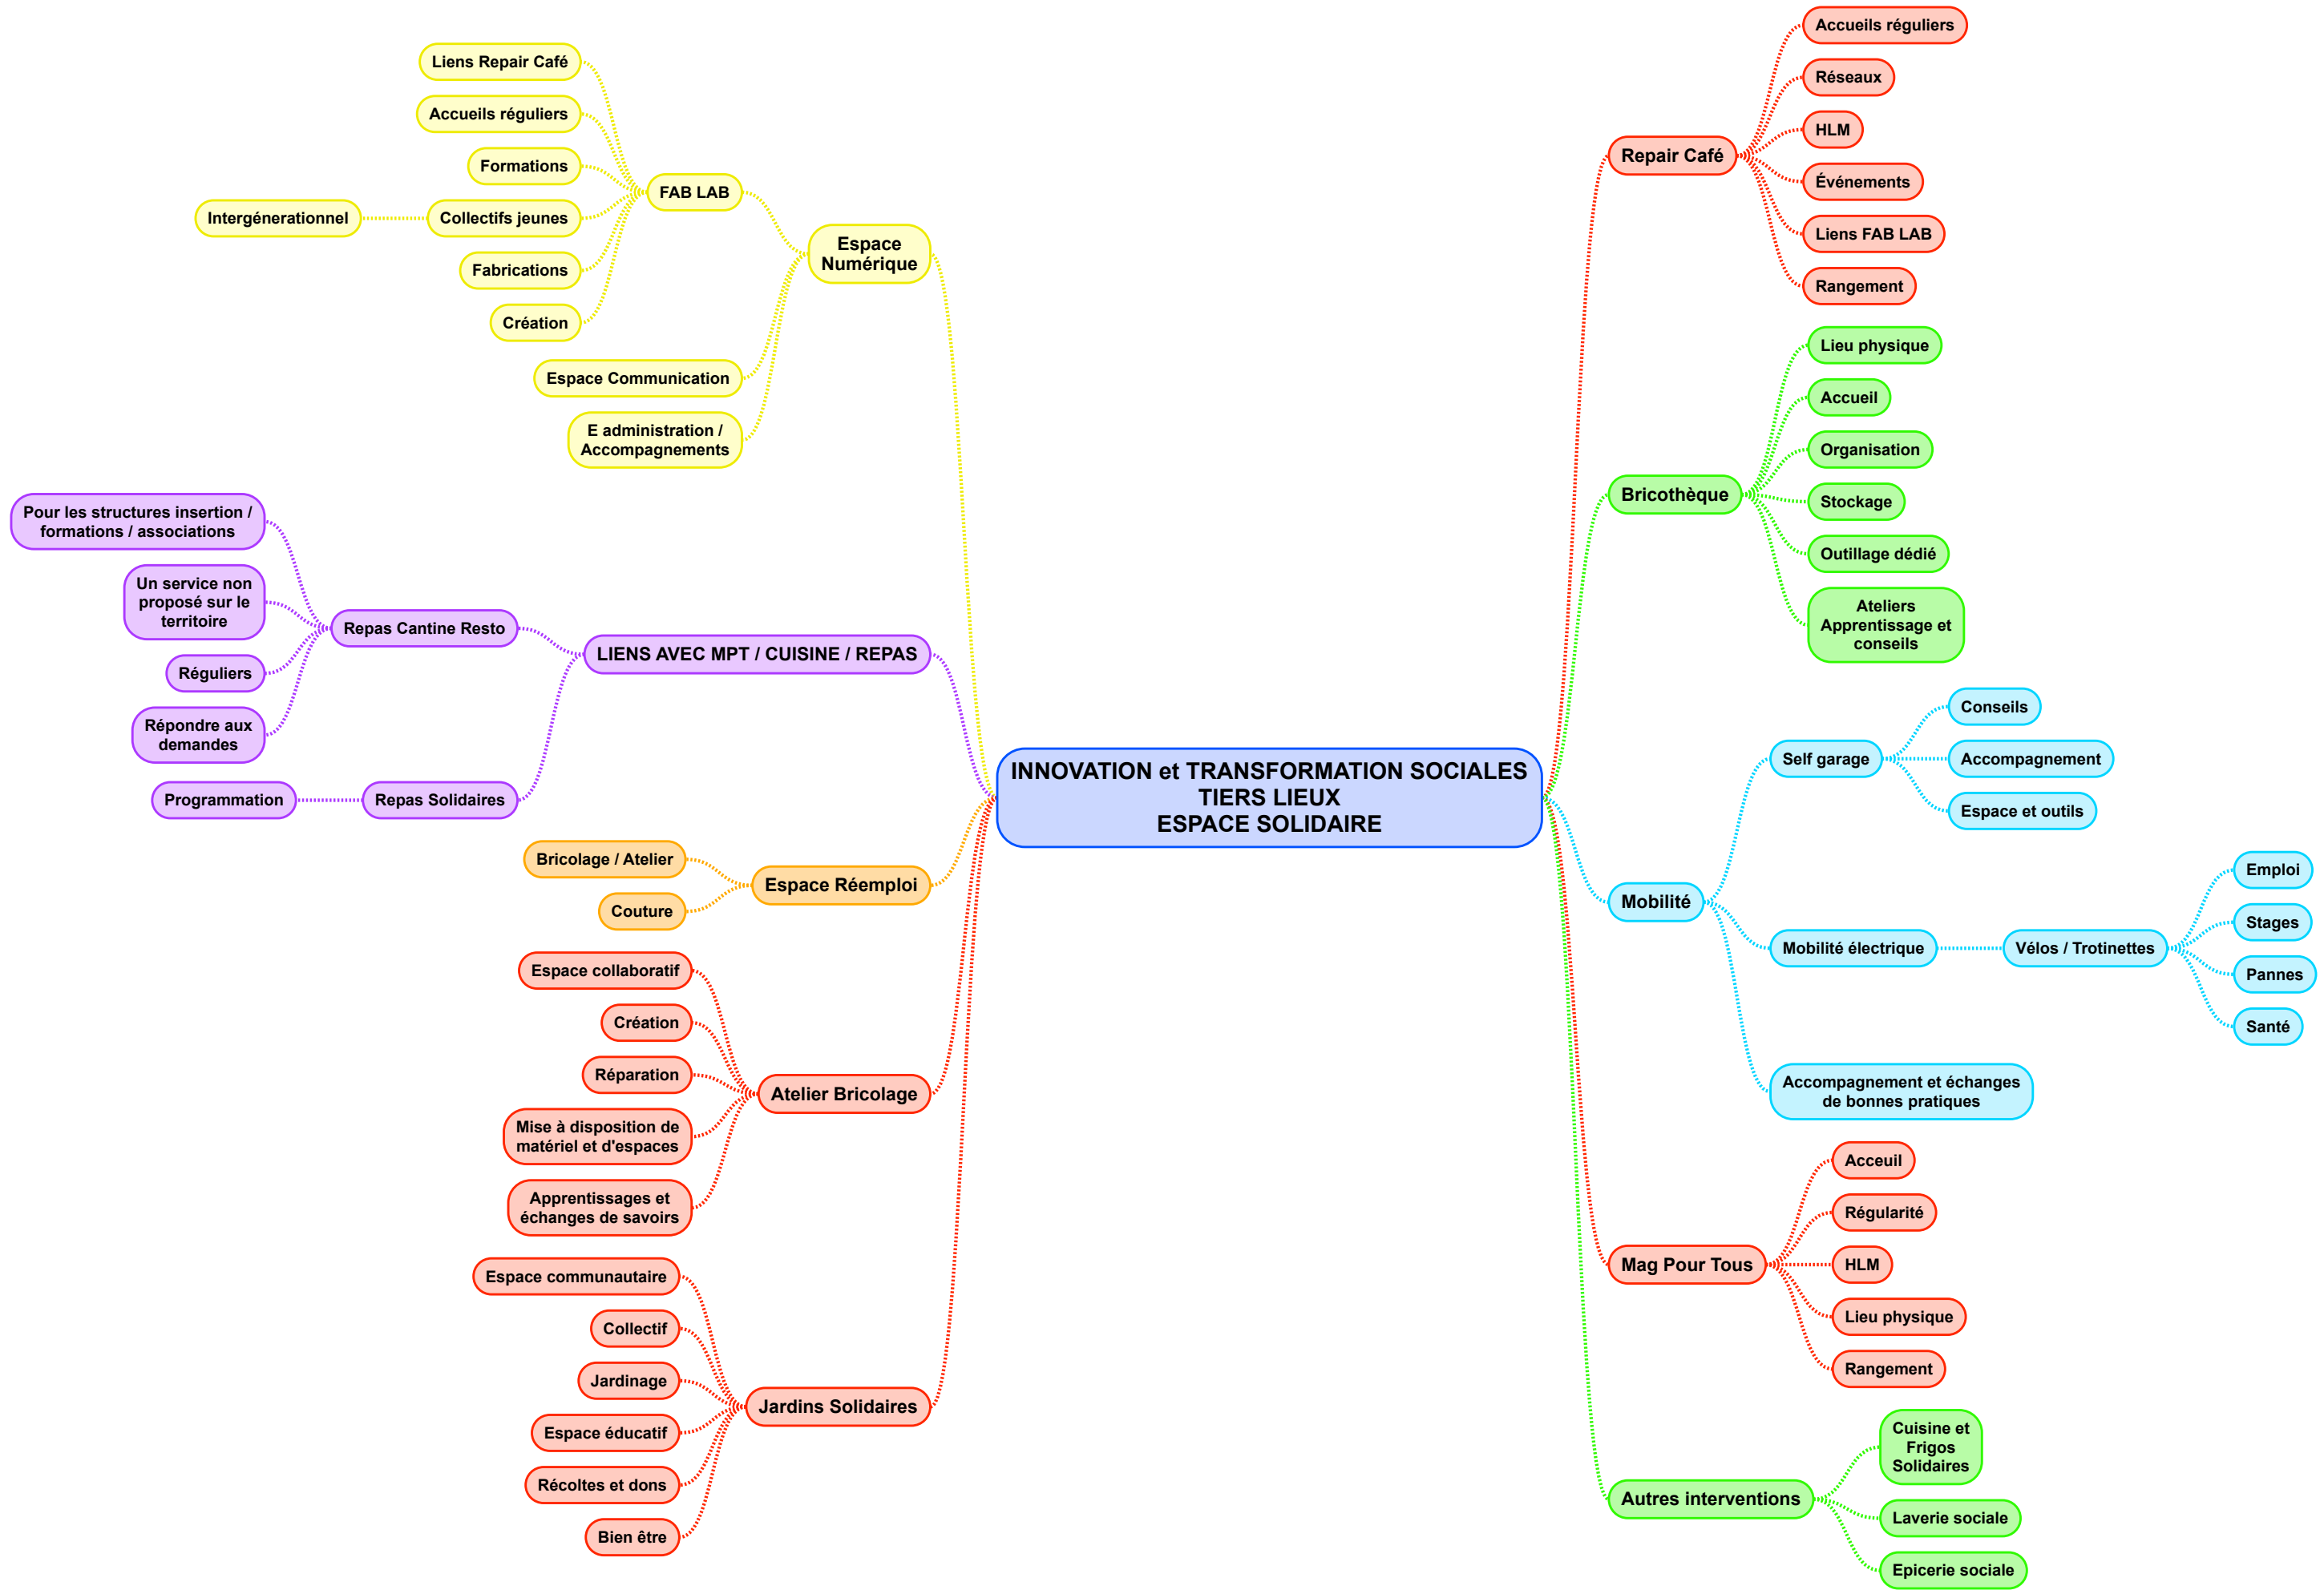 INNOVATION et TRANSFORMATION SOCIALES
TIERS LIEUX
ESPACE SOLIDAIRE
Repair Café
Accueils réguliers
Réseaux
HLM
Événements
Liens FAB LAB
Rangement
Bricothèque
Lieu physique
Accueil
Organisation
Stockage
Outillage dédié
Ateliers
Apprentissage et
conseils
Mobilité
Self garage
Conseils
Accompagnement
Espace et outils
Mobilité électrique
Vélos / Trotinettes
Emploi
Stages
Pannes
Santé
Accompagnement et échanges
de bonnes pratiques
Mag Pour Tous
Acceuil
Régularité
HLM
Lieu physique
Rangement
Autres interventions
Cuisine et
Frigos
Solidaires
Laverie sociale
Epicerie sociale
Espace
Numérique
FAB LAB
Liens Repair Café
Accueils réguliers
Formations
Collectifs jeunes
Intergénerationnel
Fabrications
Création
Espace Communication
E administration /
Accompagnements
LIENS AVEC MPT / CUISINE / REPAS
Repas Cantine Resto
Pour les structures insertion /
formations / associations
Un service non
proposé sur le
territoire
Réguliers
Répondre aux
demandes
Repas Solidaires
Programmation
Espace Réemploi
Bricolage / Atelier
Couture
Atelier Bricolage
Espace collaboratif
Création
Réparation
Mise à disposition de
matériel et d'espaces
Apprentissages et
échanges de savoirs
Jardins Solidaires
Espace communautaire
Collectif
Jardinage
Espace éducatif
Récoltes et dons
Bien être